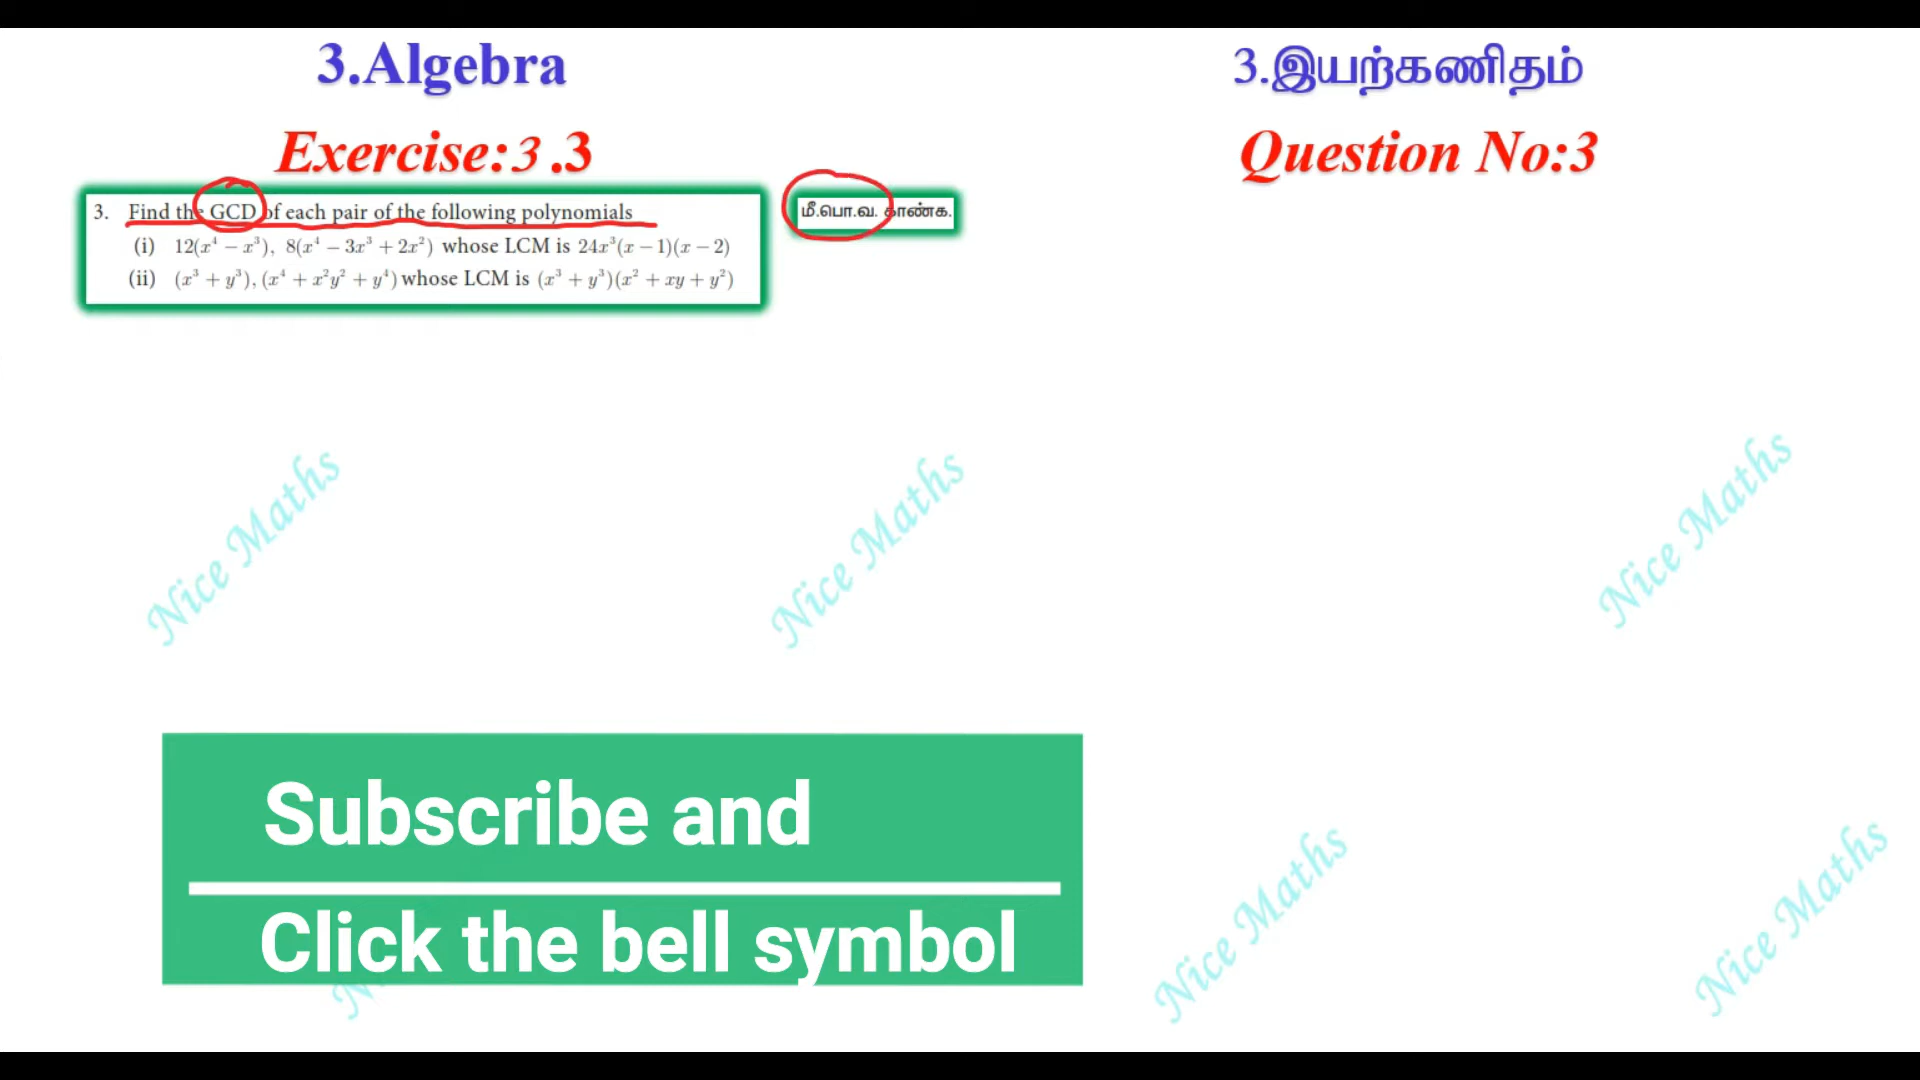 3.Algebra
3.இயற்கணிதம்
Exercise:3.3
Question No:3
3. Find the GCD of each pair of the following polynomials
மீ.பொ.வ. காண்க.
(i) 12(x⁴ − x³), 8(x⁴ − 3x³ + 2x²) whose LCM is 24x³(x − 1)(x − 2)
(ii) (x³ + y³), (x⁴ + x²y² + y⁴) whose LCM is (x³ + y³)(x² + xy + y²)
Nice Maths
Nice Maths
Nice Maths
Subscribe and
Click the bell symbol
Nice Maths
Nice Maths